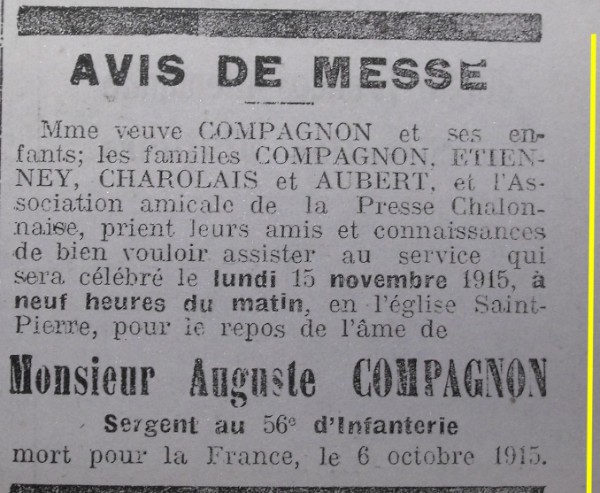 AVIS DE MESSE
Mme veuve COMPAGNON et ses en-
fants; les familles COMPAGNON, ETIEN-
NEY, CHAROLAIS et AUBERT, et l'As-
sociation amicale de la Presse Chalon-
naise, prient leurs amis et connaissances
de bien vouloir assister au service qui
sera célébré le lundi 15 novembre 1915, à
neuf heures du matin, en l'église Saint-
Pierre, pour le repos de l'âme de
Monsieur Auguste COMPAGNON
Sergent au 56e d'Infanterie
mort pour la France, le 6 octobre 1915.